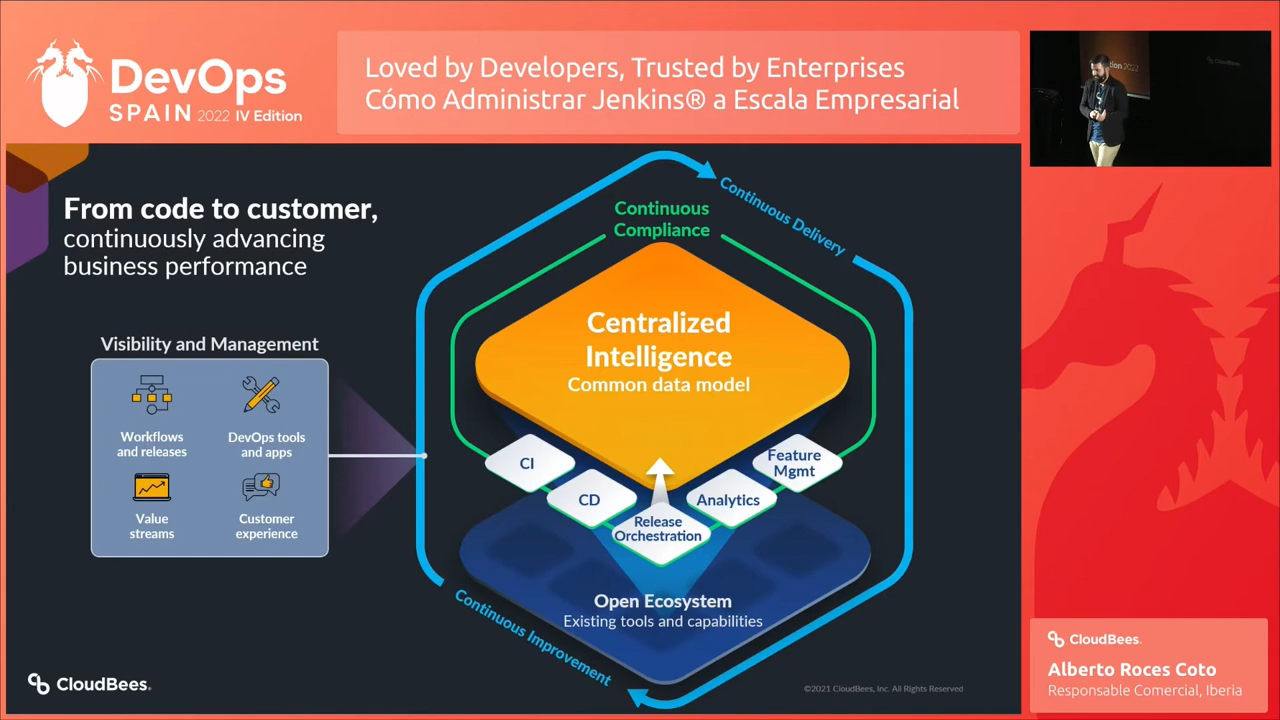 DevOps
SPAIN 2022 IV Edition
Loved by Developers, Trusted by Enterprises
Cómo Administrar Jenkins® a Escala Empresarial
2022
CloudBees.
From code to customer,
continuously advancing
business performance
Visibility and Management
Workflows
and releases
DevOps tools
and apps
Value
streams
Customer
experience
Continuous Delivery
Continuous
Compliance
Centralized
Intelligence
Common data model
CI
CD
Release
Orchestration
Analytics
Feature
Mgmt
Open Ecosystem
Existing tools and capabilities
Continuous Improvement
CloudBees.
©2021 CloudBees, Inc. All Rights Reserved
CloudBees.
Alberto Roces Coto
Responsable Comercial, Iberia